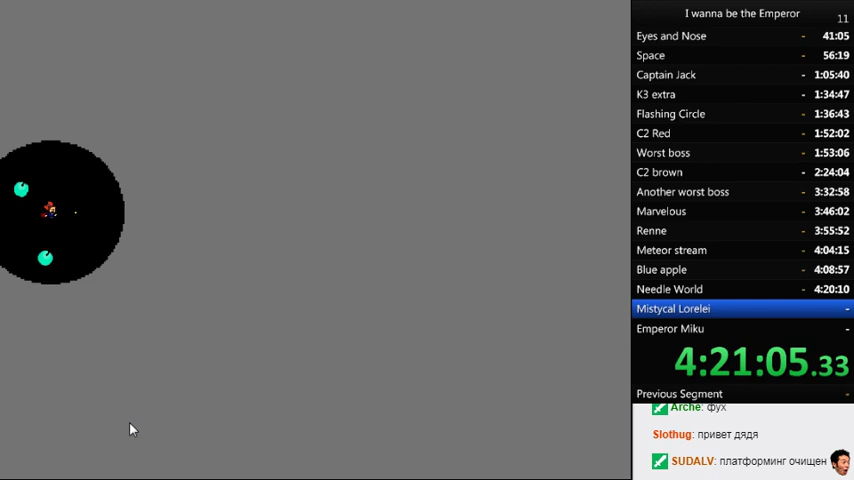 I wanna be the Emperor
11
Eyes and Nose - 41:05
Space - 56:19
Captain Jack - 1:05:40
K3 extra - 1:34:47
Flashing Circle - 1:36:43
C2 Red - 1:52:02
Worst boss - 1:53:06
C2 brown - 2:24:04
Another worst boss - 3:32:58
Marvelous - 3:46:02
Renne - 3:55:52
Meteor stream - 4:04:15
Blue apple - 4:08:57
Needle World - 4:20:10
Mistycal Lorelei -
Emperor Miku -
4:21:05.33
Previous Segment -
Arche: фух
Slothug: привет дядя
SUDALV: платформинг очищен